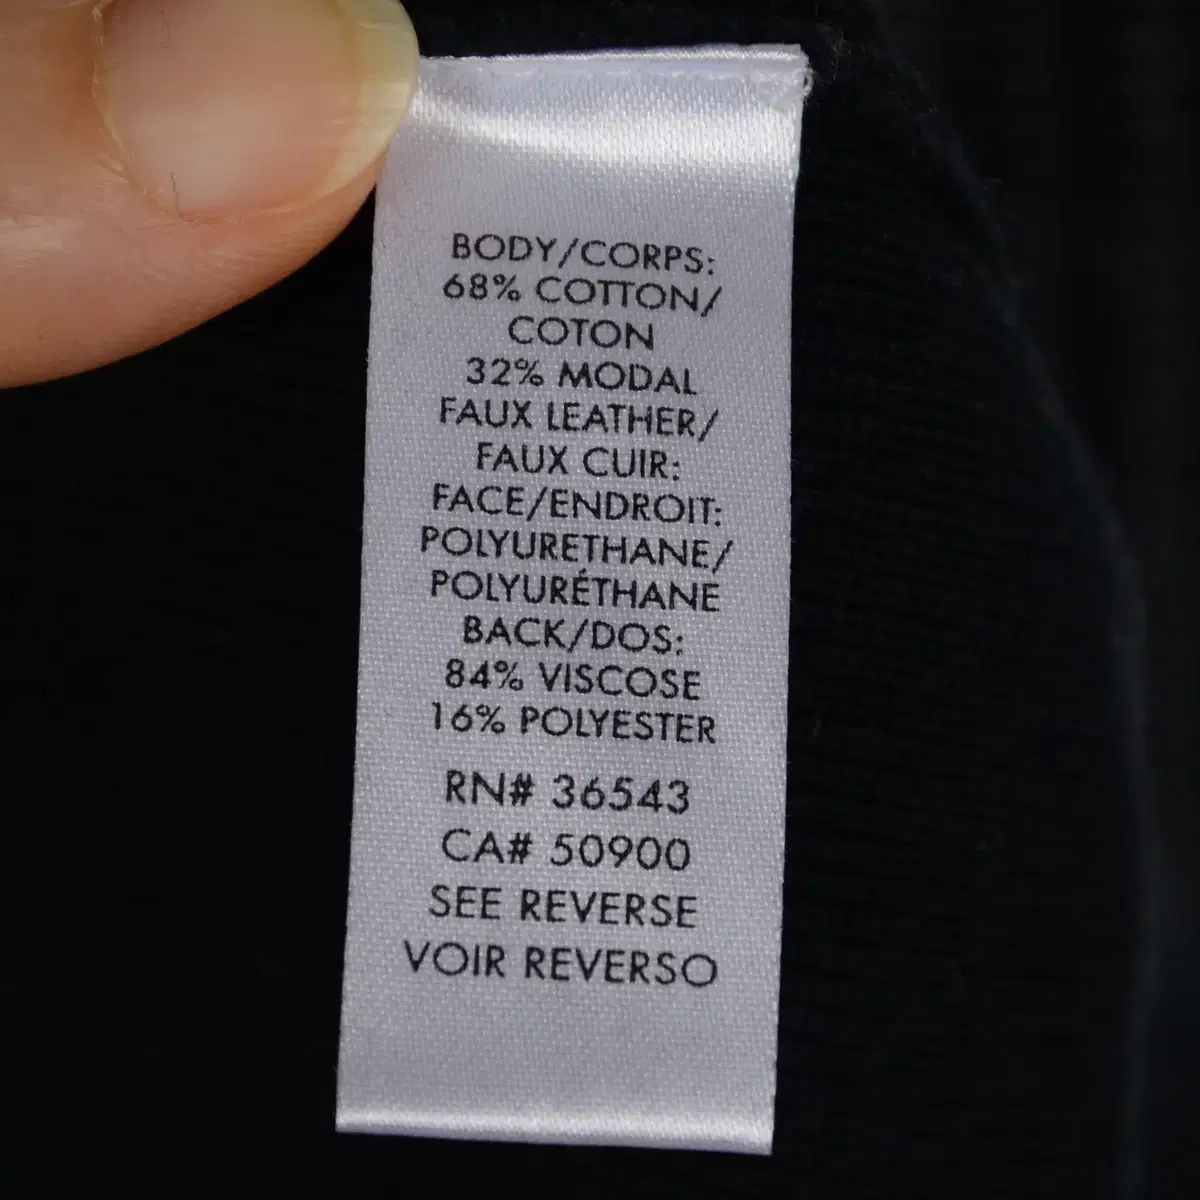 BODY/CORPS:
68% COTTON/
COTON
32% MODAL
FAUX LEATHER/
FAUX CUIR:
FACE/ENDROIT:
POLYURETHANE/
POLYURÉTHANE
BACK/DOS:
84% VISCOSE
16% POLYESTER
RN# 36543
CA# 50900
SEE REVERSE
VOIR REVERSO